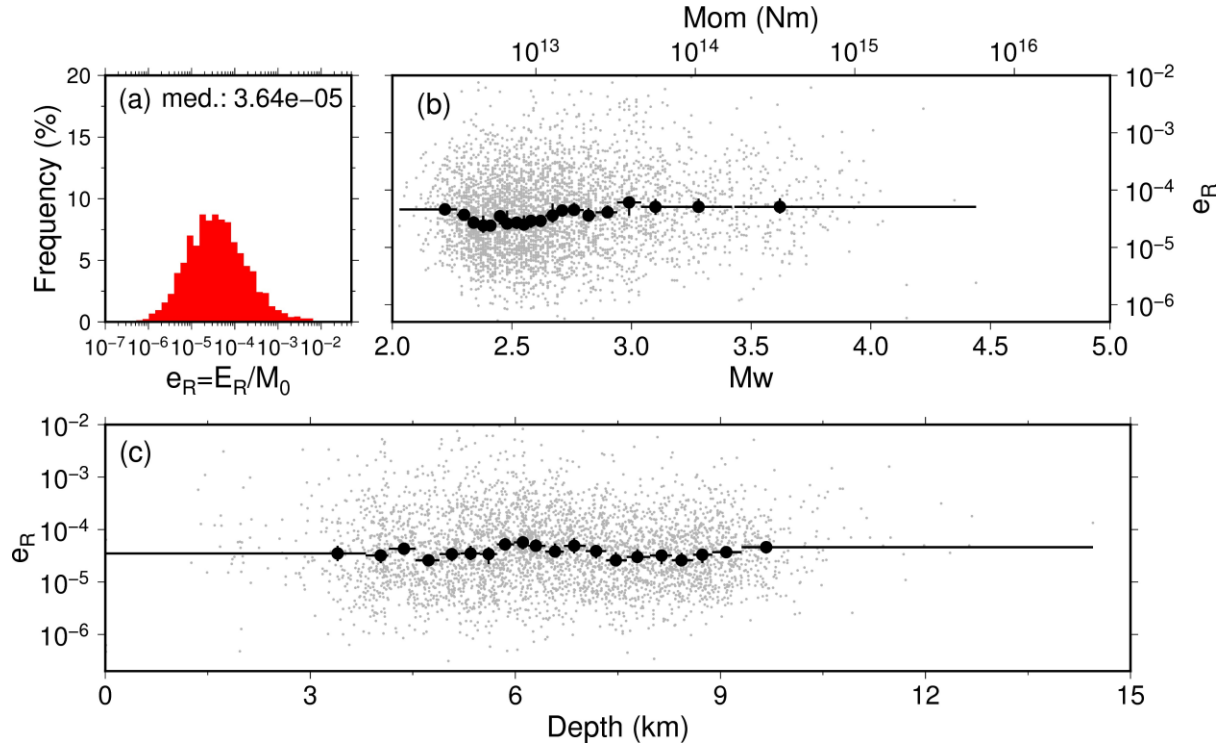 Mom (Nm)
10^13 10^14 10^15 10^16
(a) med.: 3.64e−05
Frequency (%)
20
15
10
5
0
10^−7 10^−6 10^−5 10^−4 10^−3 10^−2
e_R=E_R/M_0
(b)
10^−2
10^−3
10^−4
10^−5
10^−6
e_R
2.0 2.5 3.0 3.5 4.0 4.5 5.0
Mw
(c)
e_R
10^−2
10^−3
10^−4
10^−5
10^−6
0 3 6 9 12 15
Depth (km)